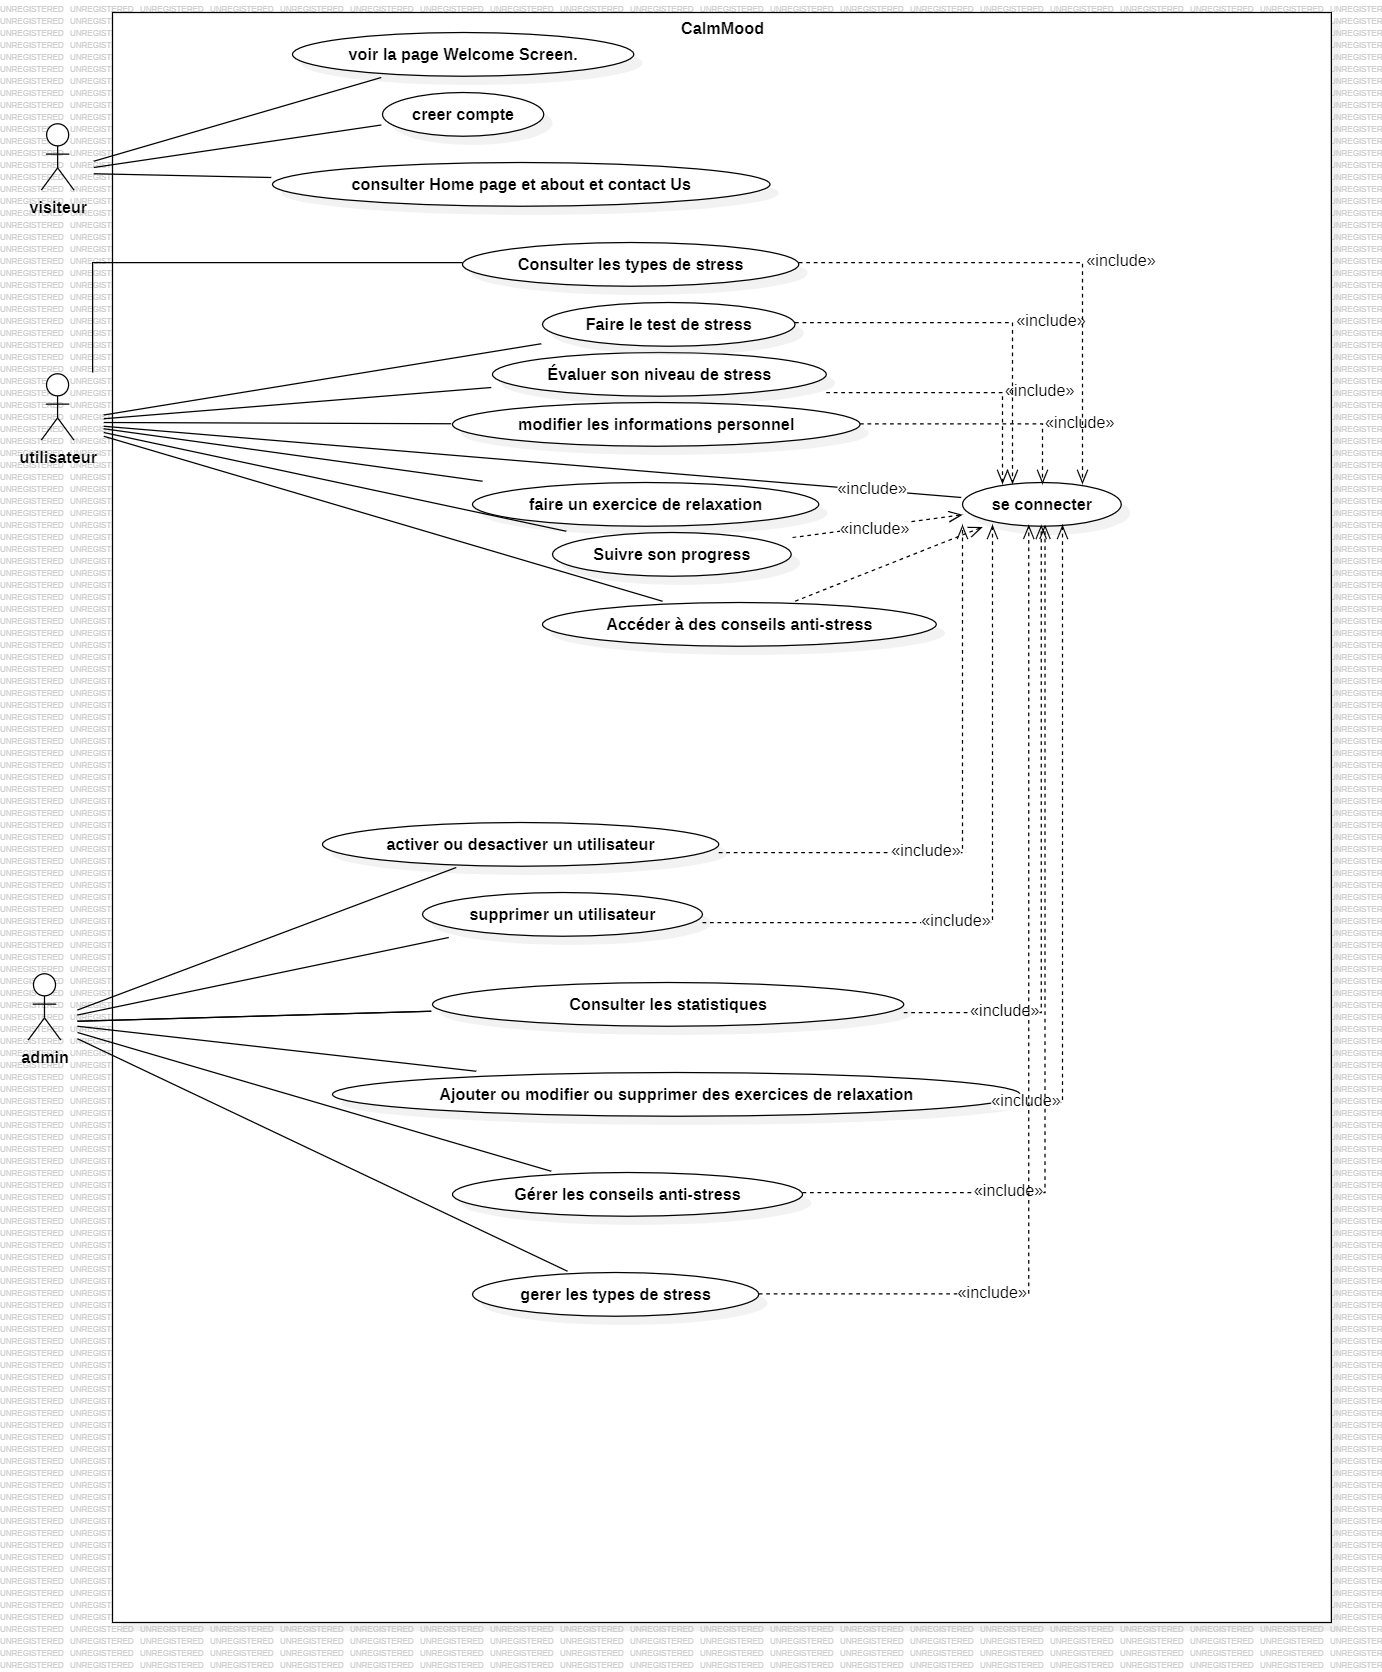 CalmMood
voir la page Welcome Screen.
creer compte
consulter Home page et about et contact Us
visiteur
Consulter les types de stress
«include»
Faire le test de stress
«include»
Évaluer son niveau de stress
«include»
modifier les informations personnel
«include»
utilisateur
«include»
faire un exercice de relaxation
se connecter
«include»
Suivre son progress
Accéder à des conseils anti-stress
activer ou desactiver un utilisateur
«include»
supprimer un utilisateur
«include»
Consulter les statistiques
«include»
admin
Ajouter ou modifier ou supprimer des exercices de relaxation
«include»
Gérer les conseils anti-stress
«include»
gerer les types de stress
«include»
UNREGISTERED